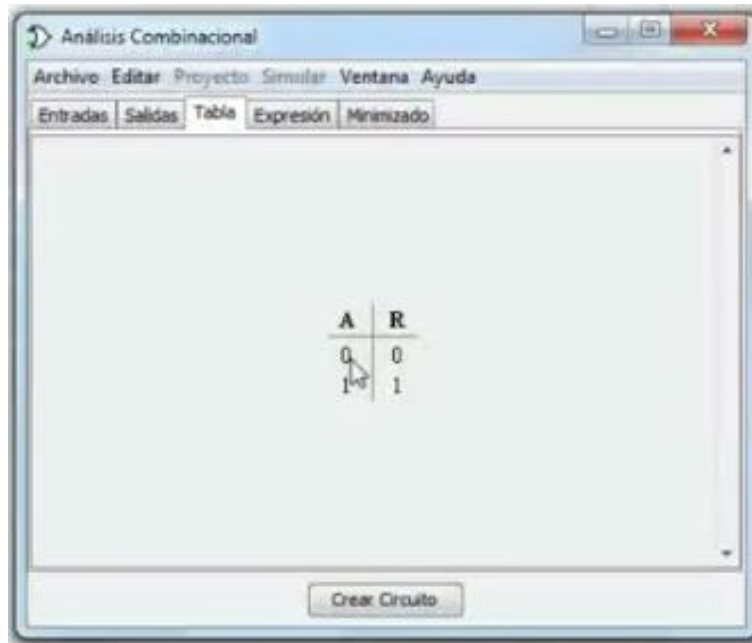 Análisis Combinacional
Archivo Editar Proyecto Simular Ventana Ayuda
Entradas Salidas Tabla Expresión Minimizado
A R
0 0
1 1
Crear Circuito